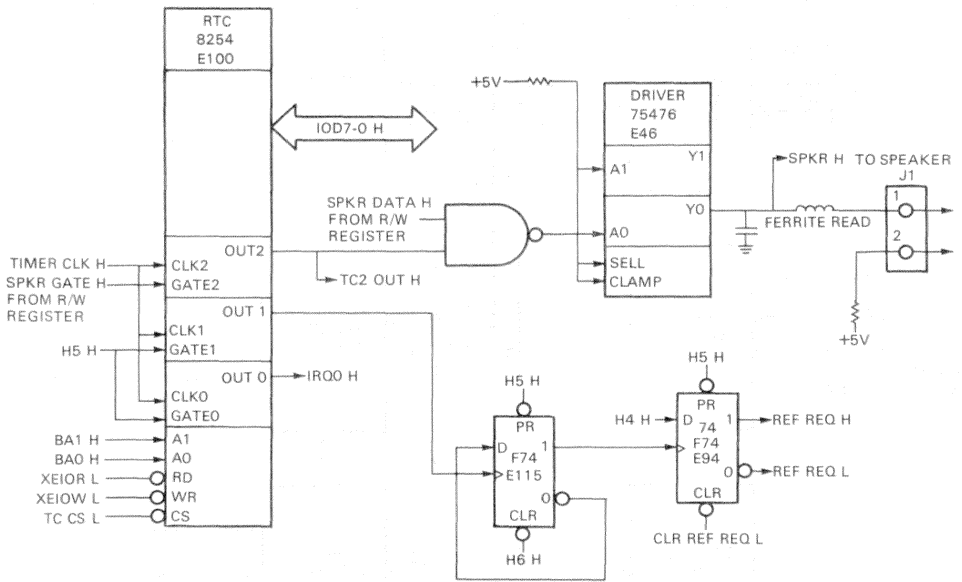 RTC
8254
E100
IOD7-0 H
+5V
DRIVER
75476
E46
Y1
A1
Y0
A0
SELL
CLAMP
SPKR H TO SPEAKER
J1
1
2
FERRITE READ
+5V
SPKR DATA H
FROM R/W
REGISTER
OUT2
TC2 OUT H
TIMER CLK H
CLK2
SPKR GATE H
GATE2
FROM R/W
REGISTER
OUT 1
CLK1
H5 H
GATE1
OUT 0
IRQ0 H
CLK0
GATE0
BA1 H
A1
BA0 H
A0
XEIOR L
RD
XEIOW L
WR
TC CS L
CS
H5 H
PR
D
1
F74
E115
0
CLR
H6 H
H5 H
PR
H4 H
D
74
1
REF REQ H
F74
E94
0
REF REQ L
CLR
CLR REF REQ L